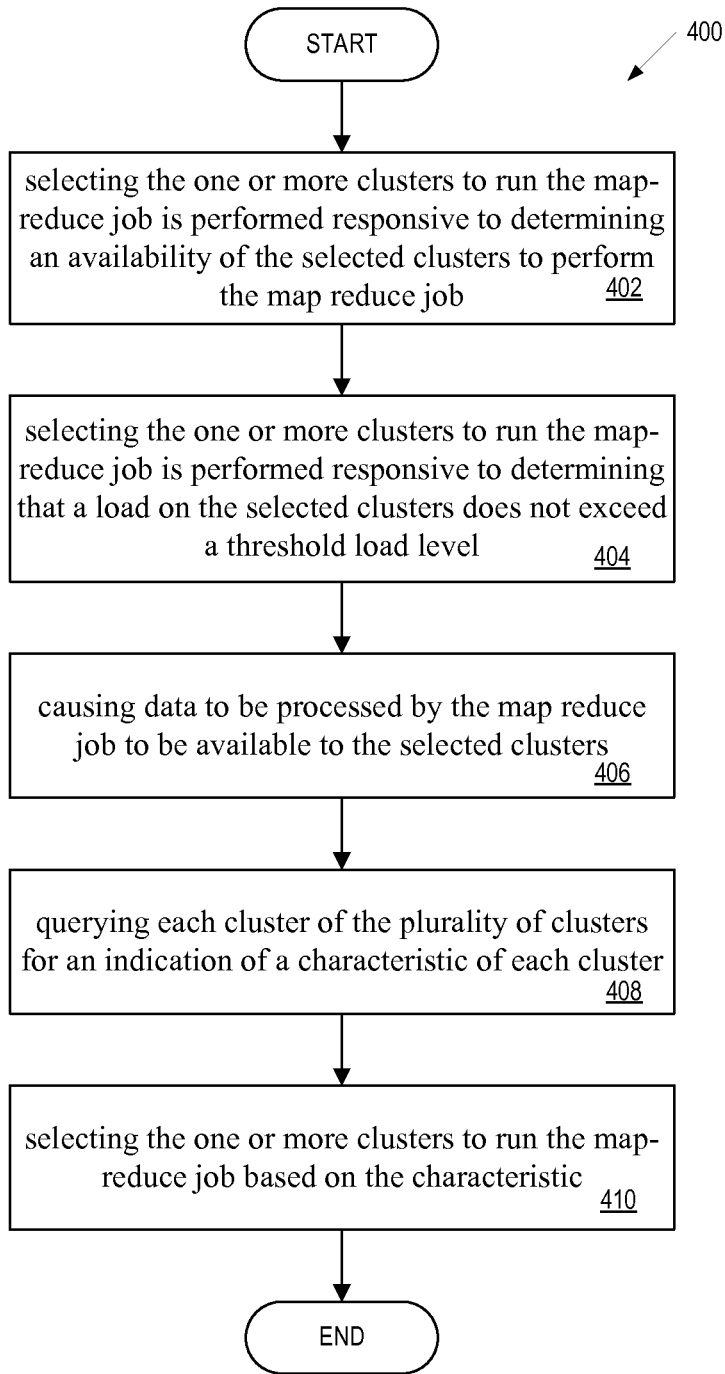 START
400
selecting the one or more clusters to run the map-
reduce job is performed responsive to determining
an availability of the selected clusters to perform
the map reduce job
402
selecting the one or more clusters to run the map-
reduce job is performed responsive to determining
that a load on the selected clusters does not exceed
a threshold load level
404
causing data to be processed by the map reduce
job to be available to the selected clusters
406
querying each cluster of the plurality of clusters
for an indication of a characteristic of each cluster
408
selecting the one or more clusters to run the map-
reduce job based on the characteristic
410
END